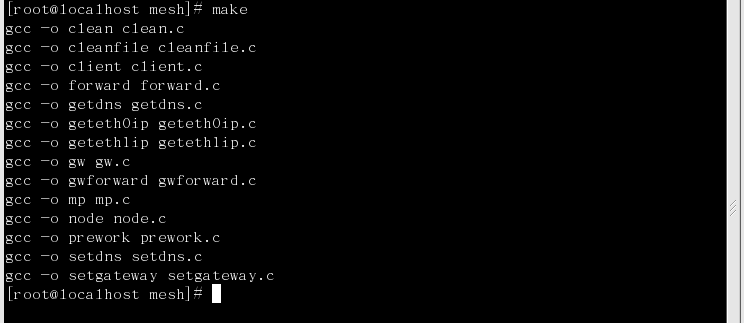 [root@localhost mesh]# make
gcc -o clean clean.c
gcc -o cleanfile cleanfile.c
gcc -o client client.c
gcc -o forward forward.c
gcc -o getdns getdns.c
gcc -o geteth0ip geteth0ip.c
gcc -o geteth1ip geteth1ip.c
gcc -o gw gw.c
gcc -o gwforward gwforward.c
gcc -o mp mp.c
gcc -o node node.c
gcc -o prework prework.c
gcc -o setdns setdns.c
gcc -o setgateway setgateway.c
[root@localhost mesh]#